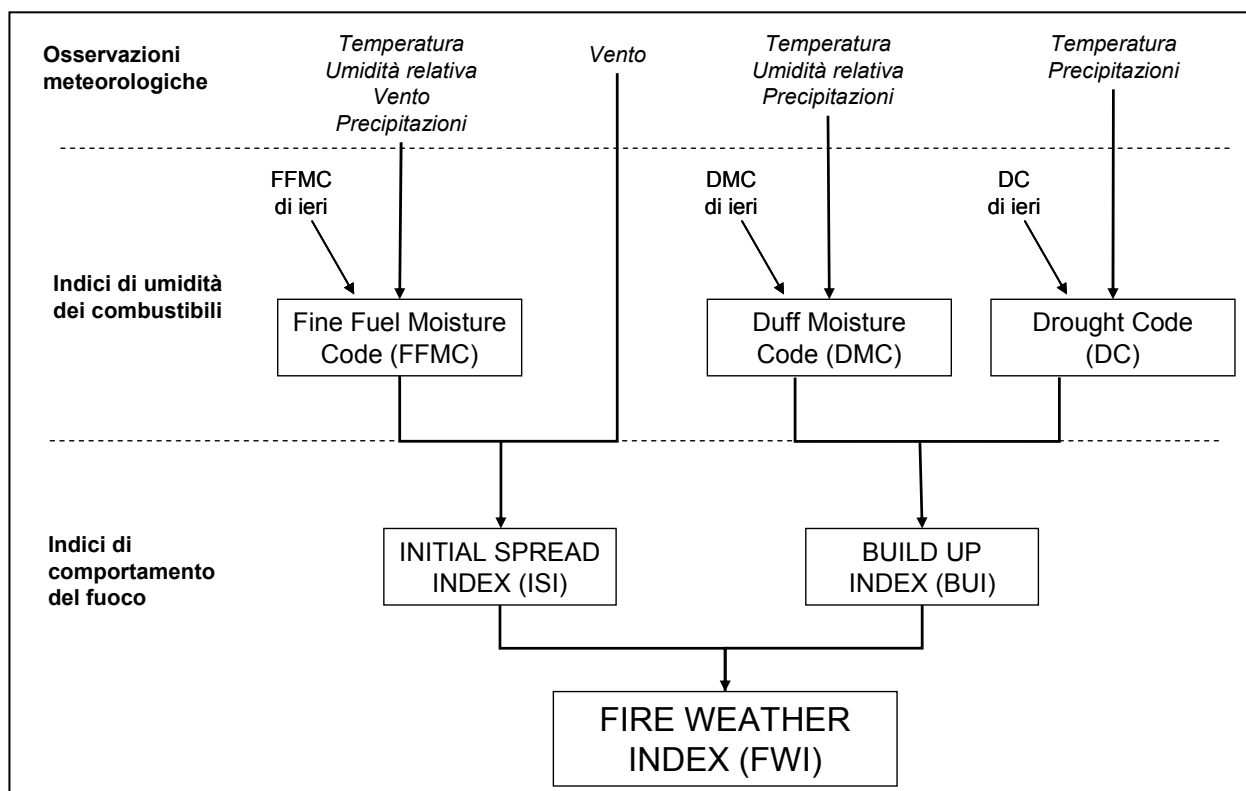 Osservazioni
meteorologiche
Temperatura
Umidità relativa
Vento
Precipitazioni
Vento
Temperatura
Umidità relativa
Precipitazioni
Temperatura
Precipitazioni
Indici di umidità
dei combustibili
FFMC
di ieri
DMC
di ieri
DC
di ieri
Fine Fuel Moisture
Code (FFMC)
Duff Moisture
Code (DMC)
Drought Code
(DC)
Indici di
comportamento
del fuoco
INITIAL SPREAD
INDEX (ISI)
BUILD UP
INDEX (BUI)
FIRE WEATHER
INDEX (FWI)